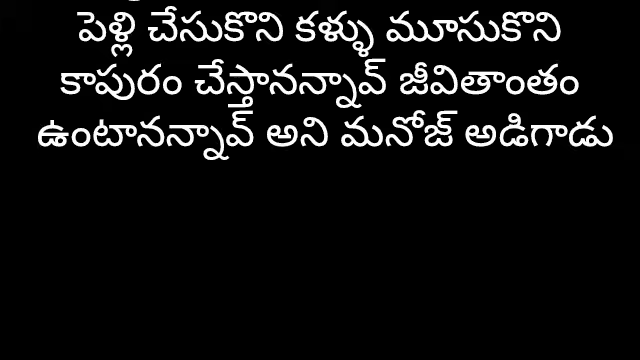 పెళ్లి చేసుకొని కళ్ళు మూసుకొని
కాపురం చేస్తానన్నావ్ జీవితాంతం
ఉంటానన్నావ్ అని మనోజ్ అడిగాడు